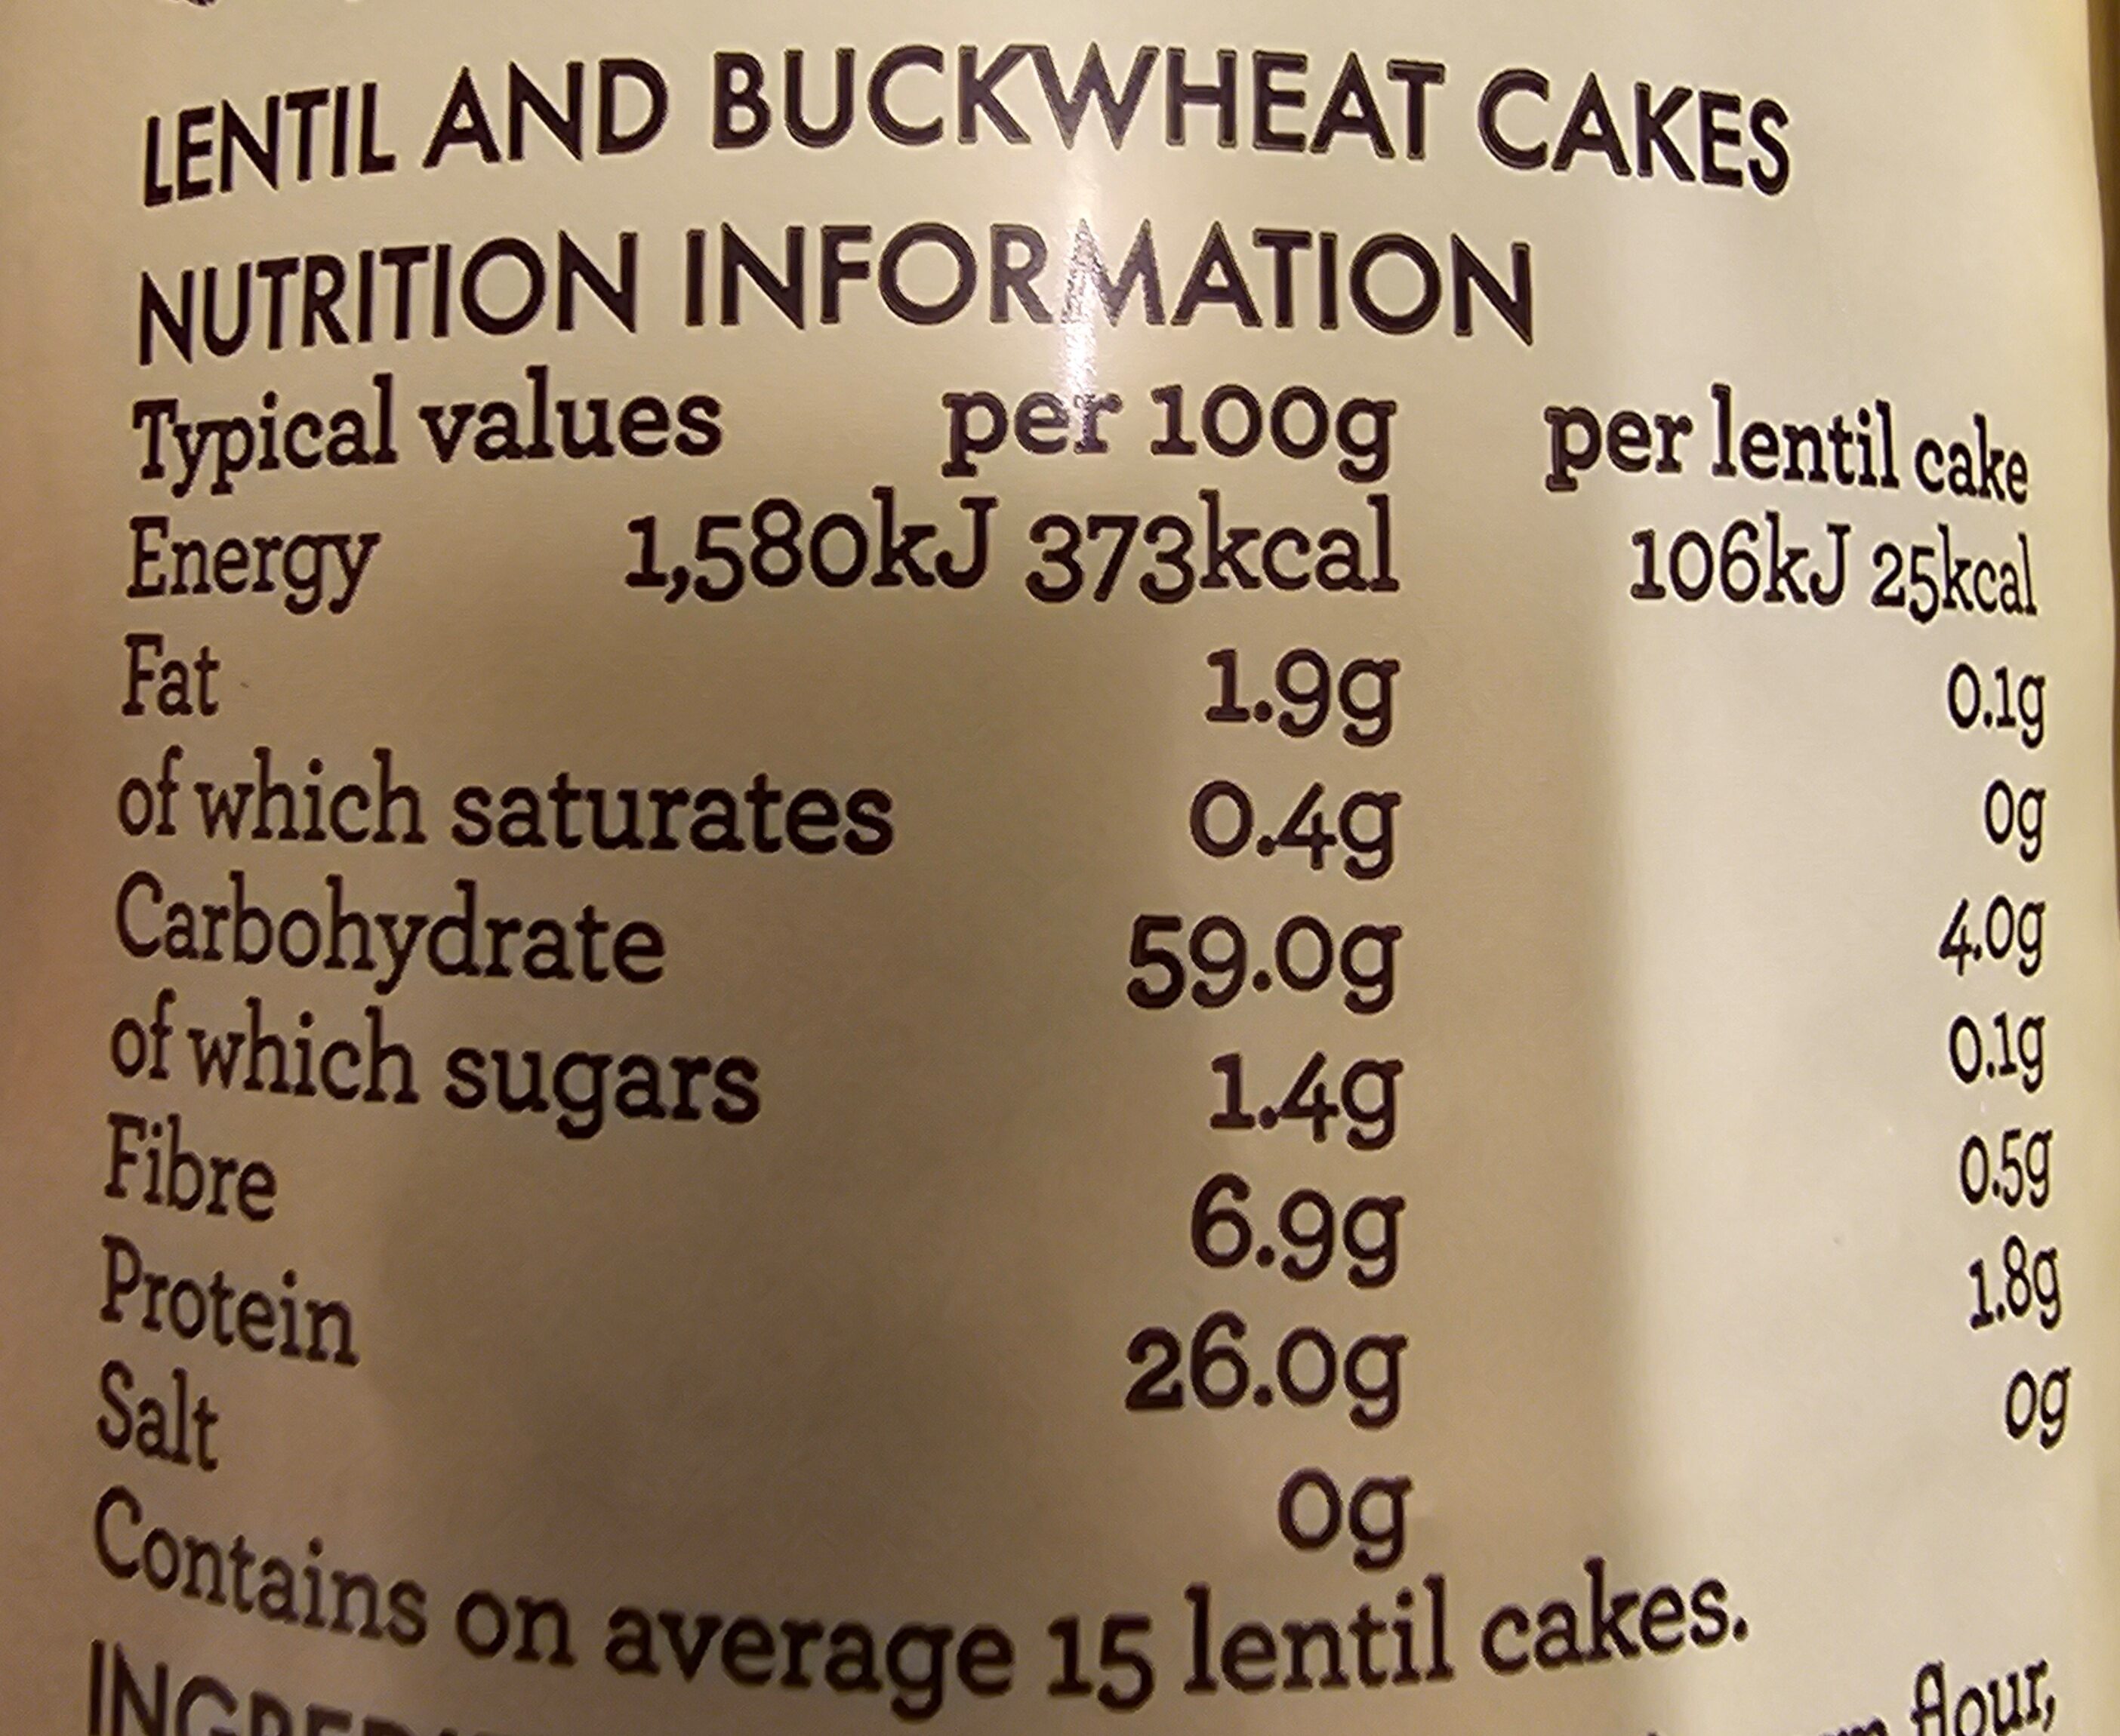 LENTIL AND BUCKWHEAT CAKES
NUTRITION INFORMATION
Typical values per 100g per lentil cake
Energy 1,580kJ 373kcal 106kJ 25kcal
Fat 1.9g 0.1g
of which saturates 0.4g 0g
Carbohydrate 59.0g 4.0g
of which sugars 1.4g 0.1g
Fibre 6.9g 0.5g
Protein 26.0g 1.8g
Salt 0g 0g
Contains on average 15 lentil cakes.
flour,